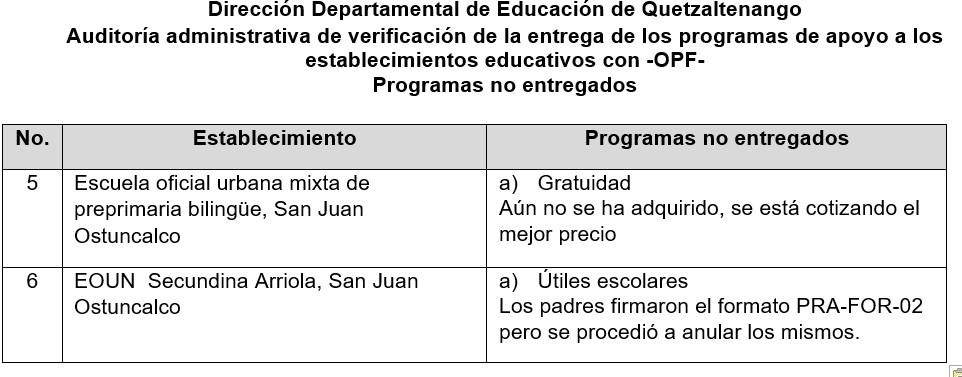 Dirección Departamental de Educación de Quetzaltenango
Auditoría administrativa de verificación de la entrega de los programas de apoyo a los
establecimientos educativos con -OPF-
Programas no entregados
No. Establecimiento Programas no entregados
5 Escuela oficial urbana mixta de
preprimaria bilingüe, San Juan
Ostuncalco
a) Gratuidad
Aún no se ha adquirido, se está cotizando el
mejor precio
6 EOUN Secundina Arriola, San Juan
Ostuncalco
a) Útiles escolares
Los padres firmaron el formato PRA-FOR-02
pero se procedió a anular los mismos.